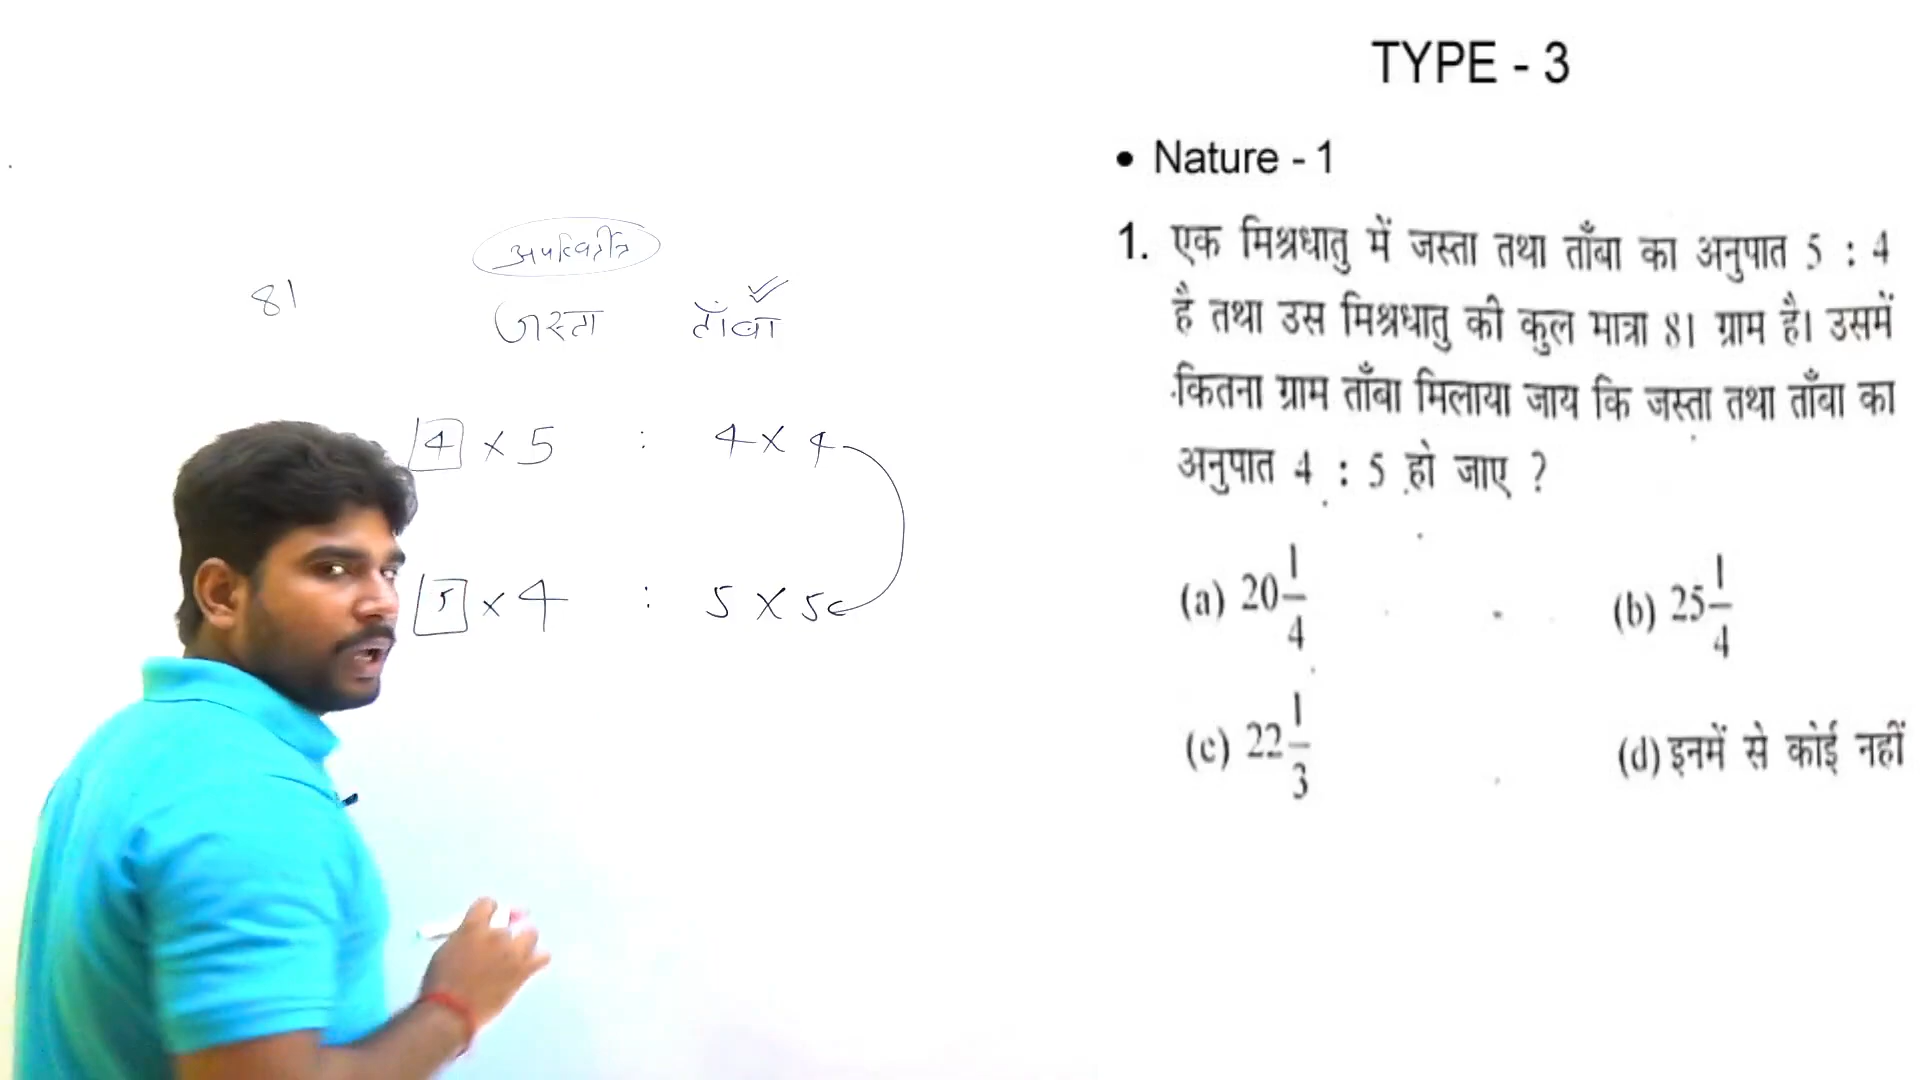 TYPE - 3
• Nature - 1
1. एक मिश्रधातु में जस्ता तथा ताँबा का अनुपात 5 : 4
है तथा उस मिश्रधातु की कुल मात्रा 81 ग्राम है। उसमें
कितना ग्राम ताँबा मिलाया जाय कि जस्ता तथा ताँबा का
अनुपात 4 : 5 हो जाए ?
(a) 20 1/4 (b) 25 1/4
(c) 22 1/3 (d) इनमें से कोई नहीं
81
जस्ता ताँबा
4 × 5 : 4 × 4
5 × 4 : 5 × 5